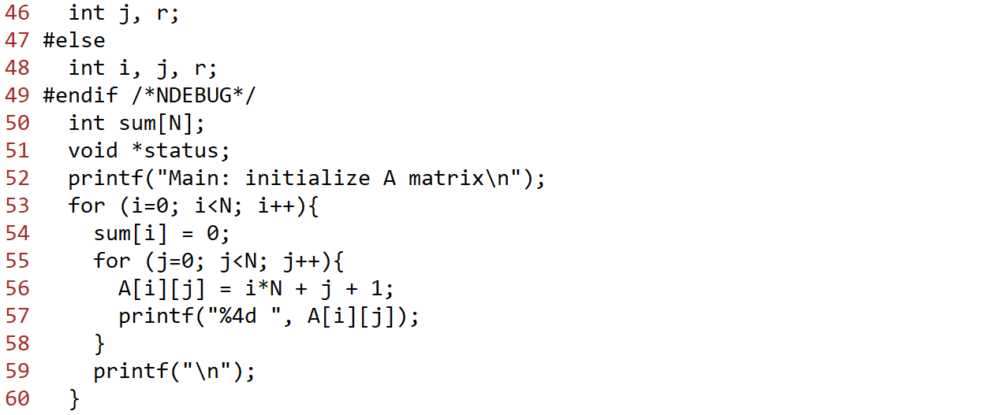 46   int j, r;
47 #else
48   int i, j, r;
49 #endif /*NDEBUG*/
50   int sum[N];
51   void *status;
52   printf("Main: initialize A matrix\n");
53   for (i=0; i<N; i++){
54     sum[i] = 0;
55     for (j=0; j<N; j++){
56       A[i][j] = i*N + j + 1;
57       printf("%4d ", A[i][j]);
58     }
59     printf("\n");
60   }